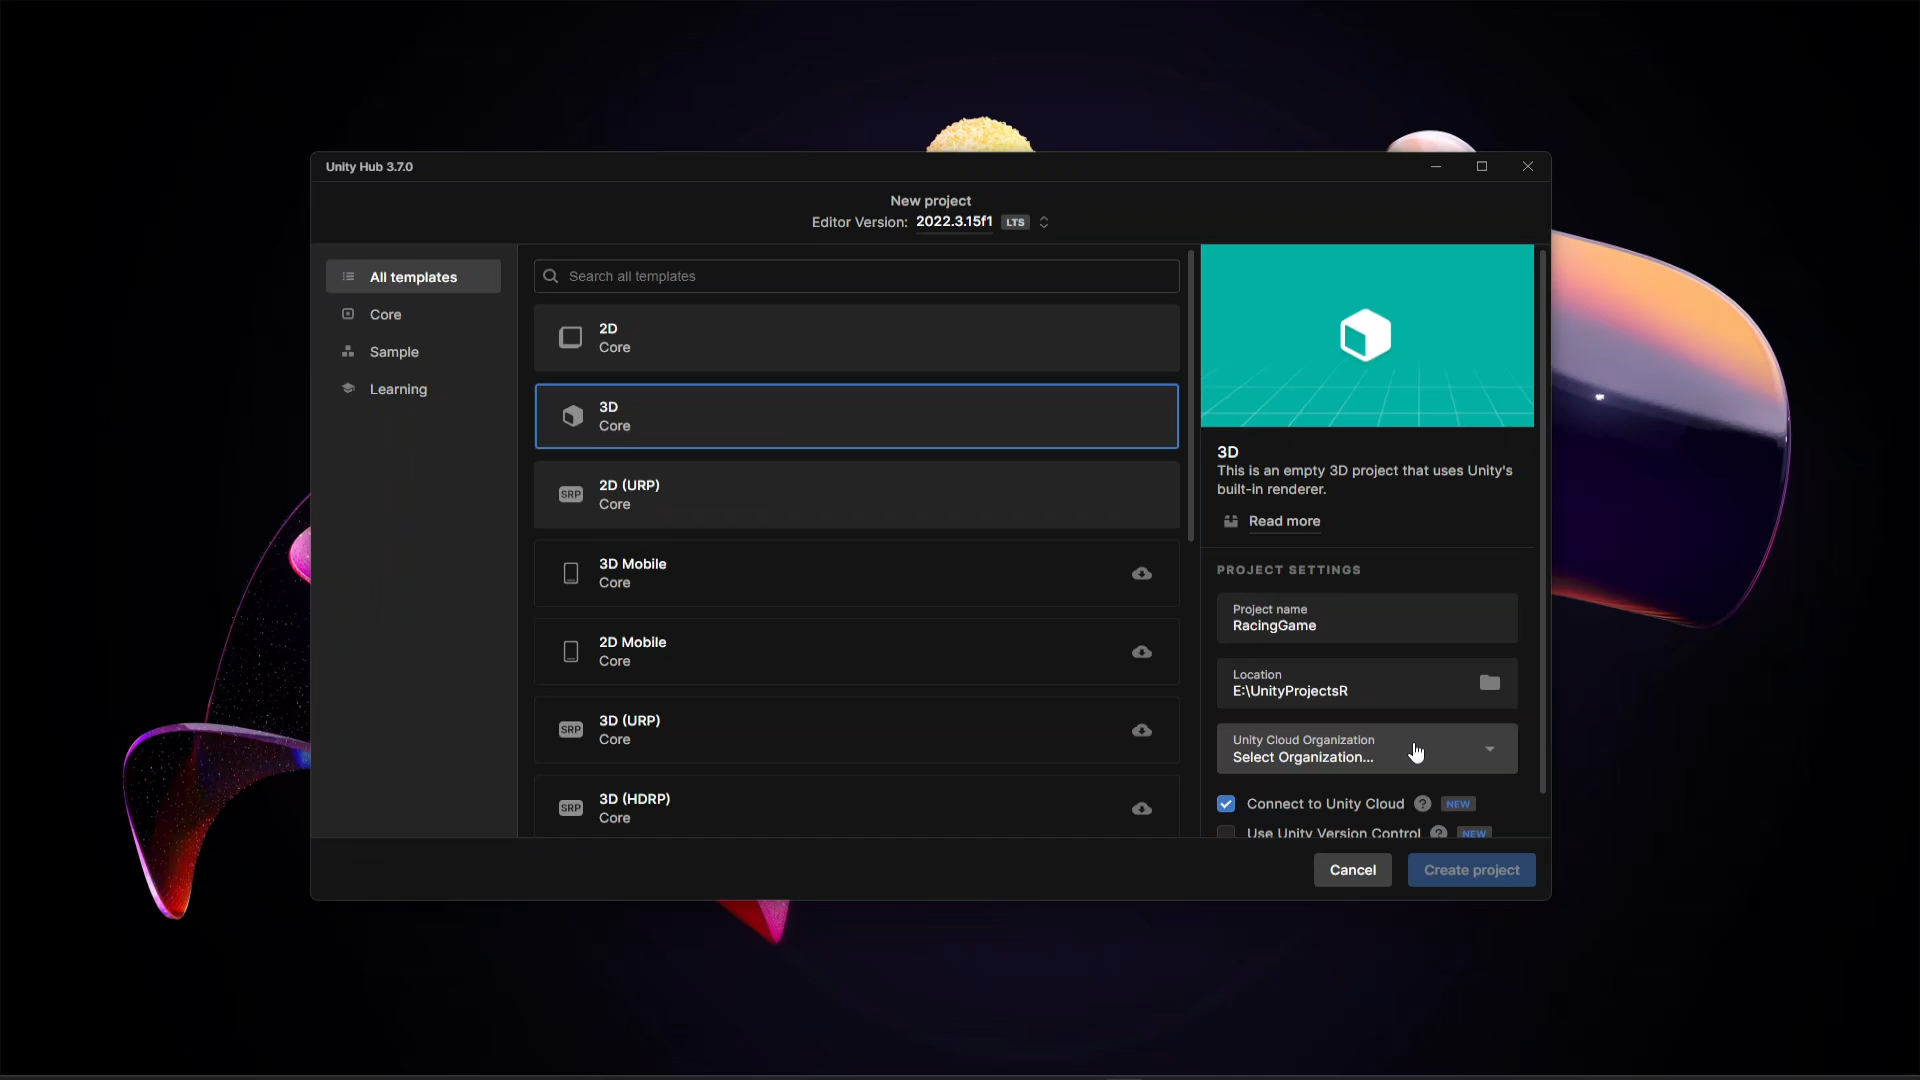 Unity Hub 3.7.0
New project
Editor Version: 2022.3.15f1 LTS
All templates
Core
Sample
Learning
Search all templates
2D
Core
3D
Core
SRP
2D (URP)
Core
3D Mobile
Core
2D Mobile
Core
SRP
3D (URP)
Core
SRP
3D (HDRP)
Core
3D
This is an empty 3D project that uses Unity's
built-in renderer.
Read more
PROJECT SETTINGS
Project name
RacingGame
Location
E:\UnityProjectsR
Unity Cloud Organization
Select Organization...
Connect to Unity Cloud ? NEW
Use Unity Version Control ? NEW
Cancel
Create project